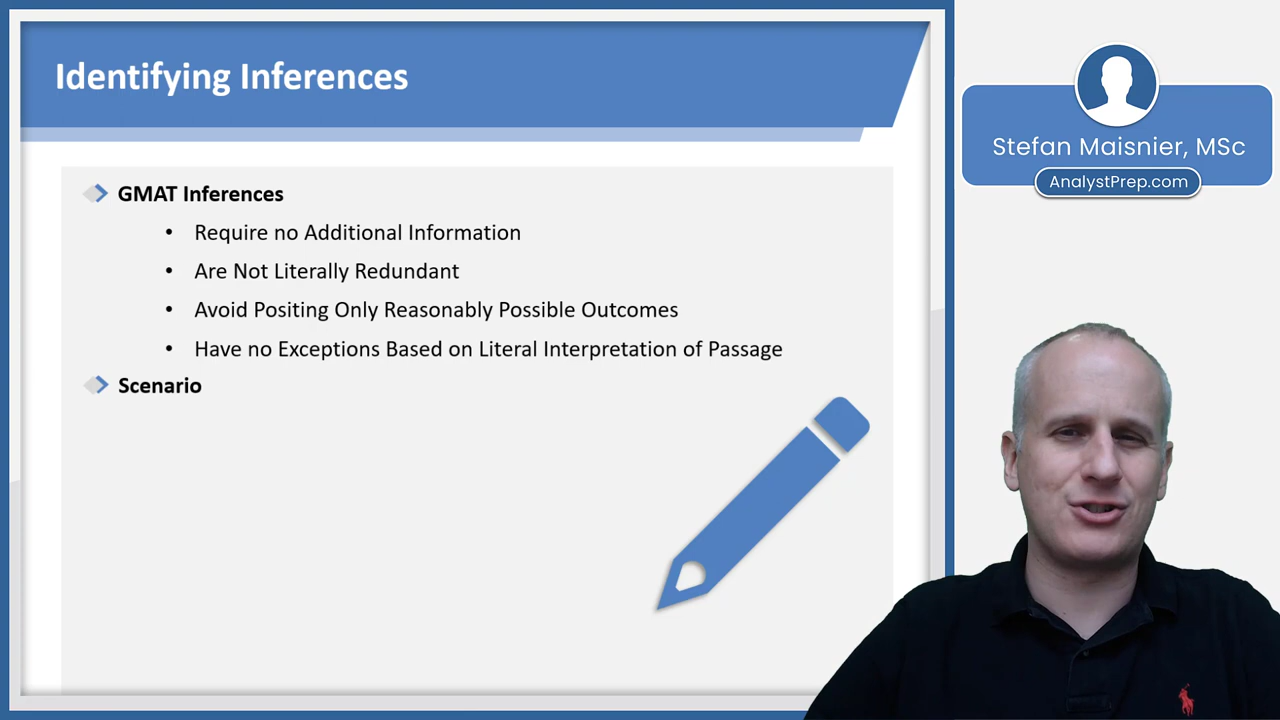 Identifying Inferences
GMAT Inferences
• Require no Additional Information
• Are Not Literally Redundant
• Avoid Positing Only Reasonably Possible Outcomes
• Have no Exceptions Based on Literal Interpretation of Passage
Scenario
Stefan Maisnier, MSc
AnalystPrep.com